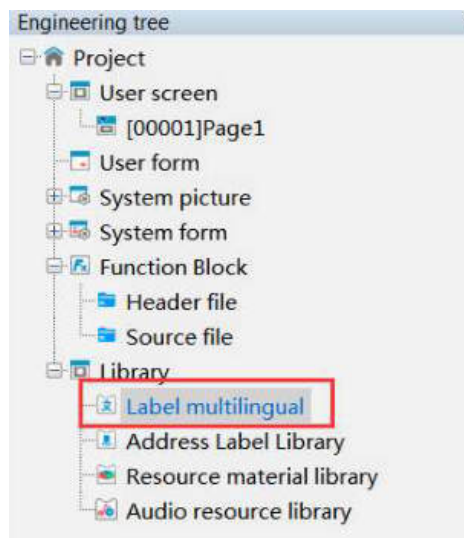 Engineering tree
Project
User screen
[00001]Page1
User form
System picture
System form
Function Block
Header file
Source file
Library
Label multilingual
Address Label Library
Resource material library
Audio resource library